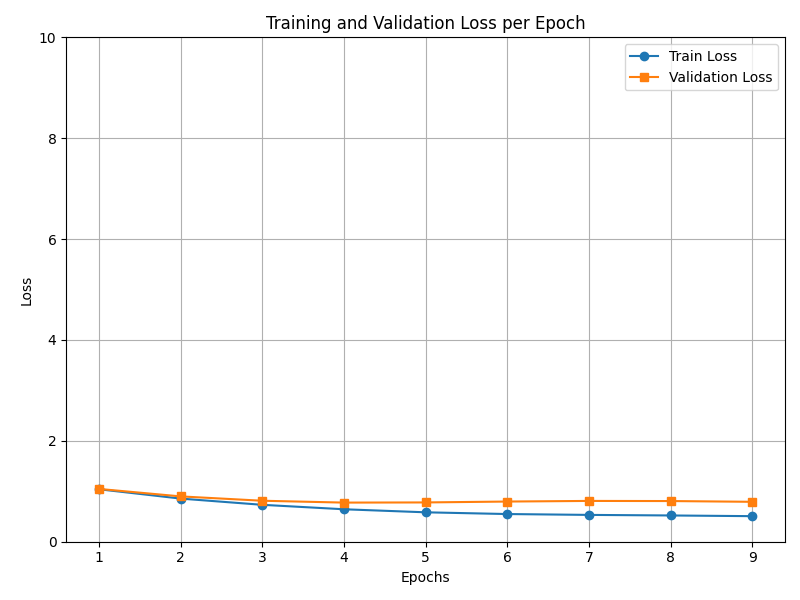 Training and Validation Loss per Epoch
Train Loss
Validation Loss
Loss
10
8
6
4
2
0
1 2 3 4 5 6 7 8 9
Epochs